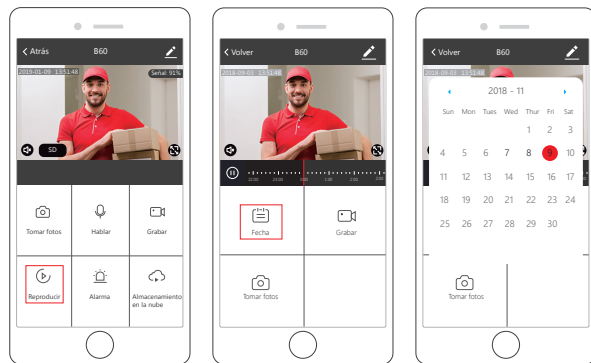 Atrás
B60
2019-01-09 13:51:48
Señal: 91%
SD
Tomar fotos
Hablar
Grabar
Reproducir
Alarma
Almacenamiento
en la nube
Volver
B60
2018-09-03 13:51:48
Fecha
Grabar
Tomar fotos
Volver
B60
2018 - 11
Sun Mon Tues Wed Thur Fri Sat
1 2 3
4 5 6 7 8 9 10
11 12 13 14 15 16 17
18 19 20 21 22 23 24
25 26 27 28 29 30
Tomar fotos